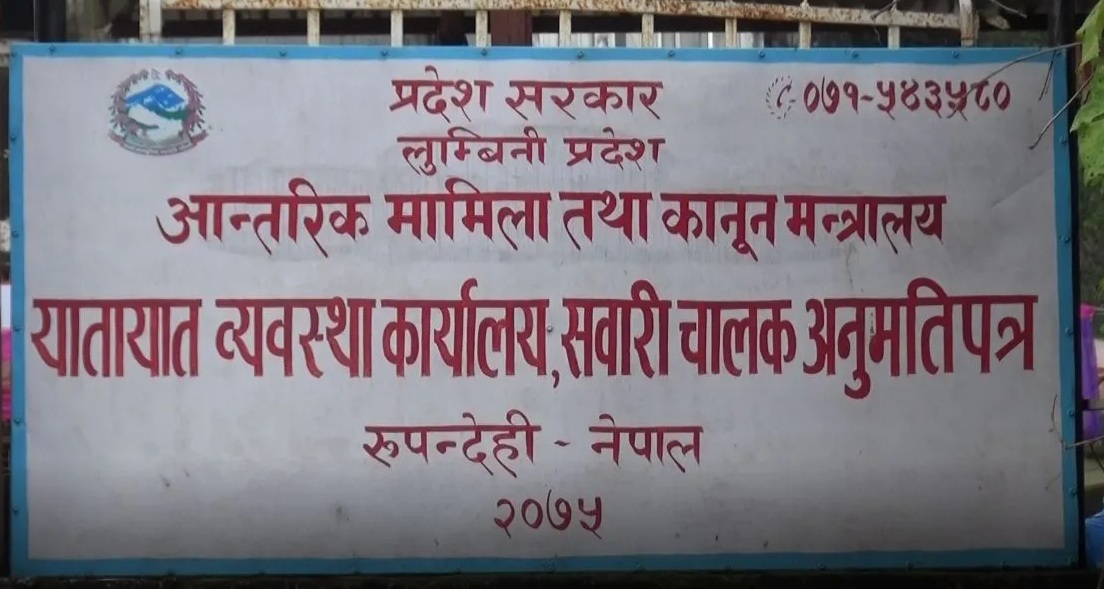 प्रदेश सरकार
०७१-५४३५८०
लुम्बिनी प्रदेश
आन्तरिक मामिला तथा कानून मन्त्रालय
यातायात व्यवस्था कार्यालय, सवारी चालक अनुमतिपत्र
रुपन्देही - नेपाल
२०७५